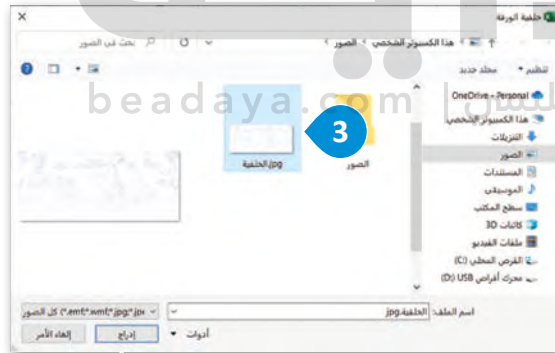 خلفية الورقة
هذا الكمبيوتر الشخصي > الصور
بحث في الصور
تنظيم
مجلد جديد
OneDrive - Personal
هذا الكمبيوتر الشخصي
التنزيلات
الصور
المستندات
الموسيقى
سطح المكتب
كائنات 3D
ملفات الفيديو
القرص المحلي (C:)
محرك أقراص USB (D:)
الصور
الخلفية.jpg
3
beadaya.com
اسم الملف: الخلفية.jpg
كل الصور (*.emf;*.wmf;*.jpg;*.jpe
أدوات
إدراج
إلغاء الأمر